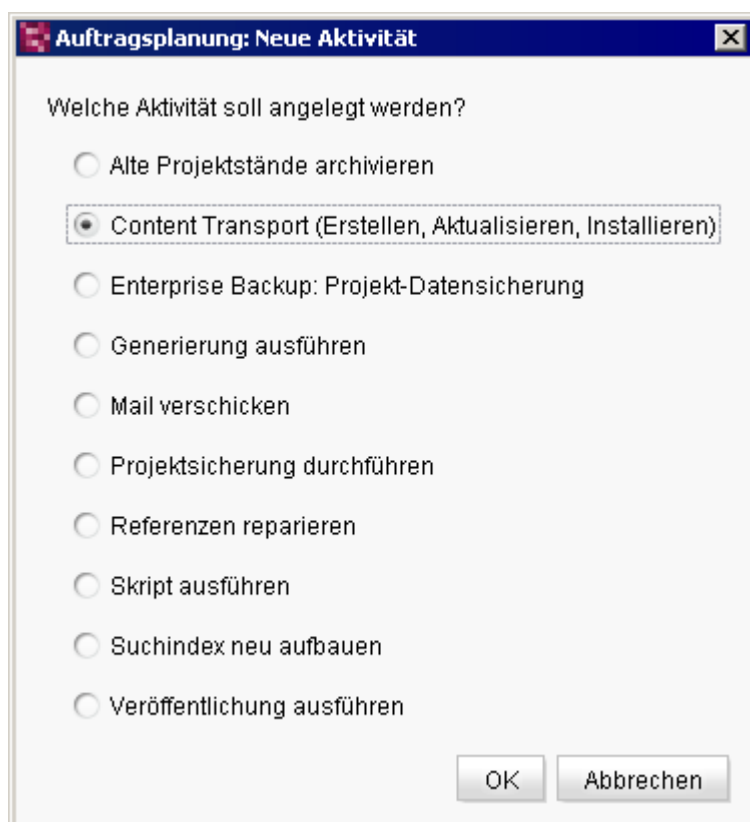 Auftragsplanung: Neue Aktivität
Welche Aktivität soll angelegt werden?
Alte Projektstände archivieren
Content Transport (Erstellen, Aktualisieren, Installieren)
Enterprise Backup: Projekt-Datensicherung
Generierung ausführen
Mail verschicken
Projektsicherung durchführen
Referenzen reparieren
Skript ausführen
Suchindex neu aufbauen
Veröffentlichung ausführen
OK Abbrechen